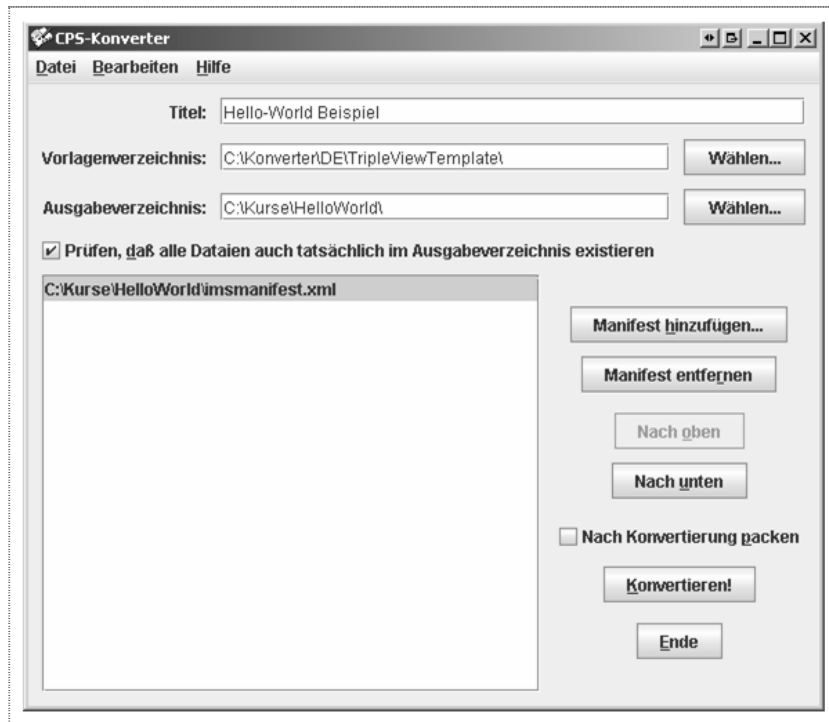 CPS-Konverter
Datei Bearbeiten Hilfe
Titel: Hello-World Beispiel
Vorlagenverzeichnis: C:\Konverter\DE\TripleViewTemplate\ Wählen...
Ausgabeverzeichnis: C:\Kurse\HelloWorld\ Wählen...
Prüfen, daß alle Dataien auch tatsächlich im Ausgabeverzeichnis existieren
C:\Kurse\HelloWorld\imsmanifest.xml
Manifest hinzufügen...
Manifest entfernen
Nach oben
Nach unten
Nach Konvertierung packen
Konvertieren!
Ende